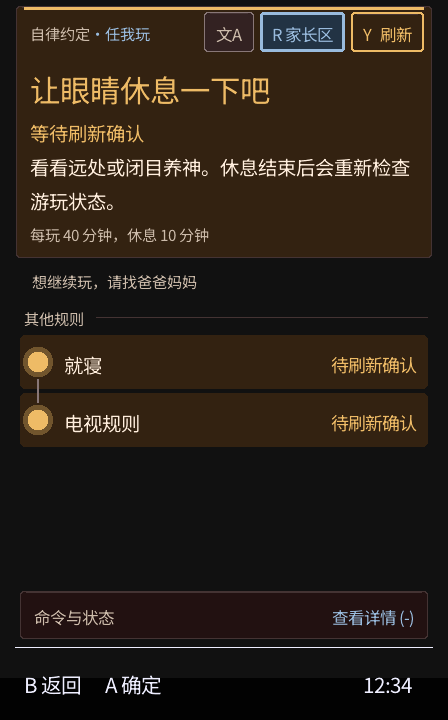 自律约定・任我玩
文A
R 家长区
Y 刷新
让眼睛休息一下吧
等待刷新确认
看看远处或闭目养神。休息结束后会重新检查
游玩状态。
每玩 40 分钟，休息 10 分钟
想继续玩，请找爸爸妈妈
其他规则
就寝 待刷新确认
电视规则 待刷新确认
命令与状态 查看详情 (-)
B 返回 A 确定 12:34